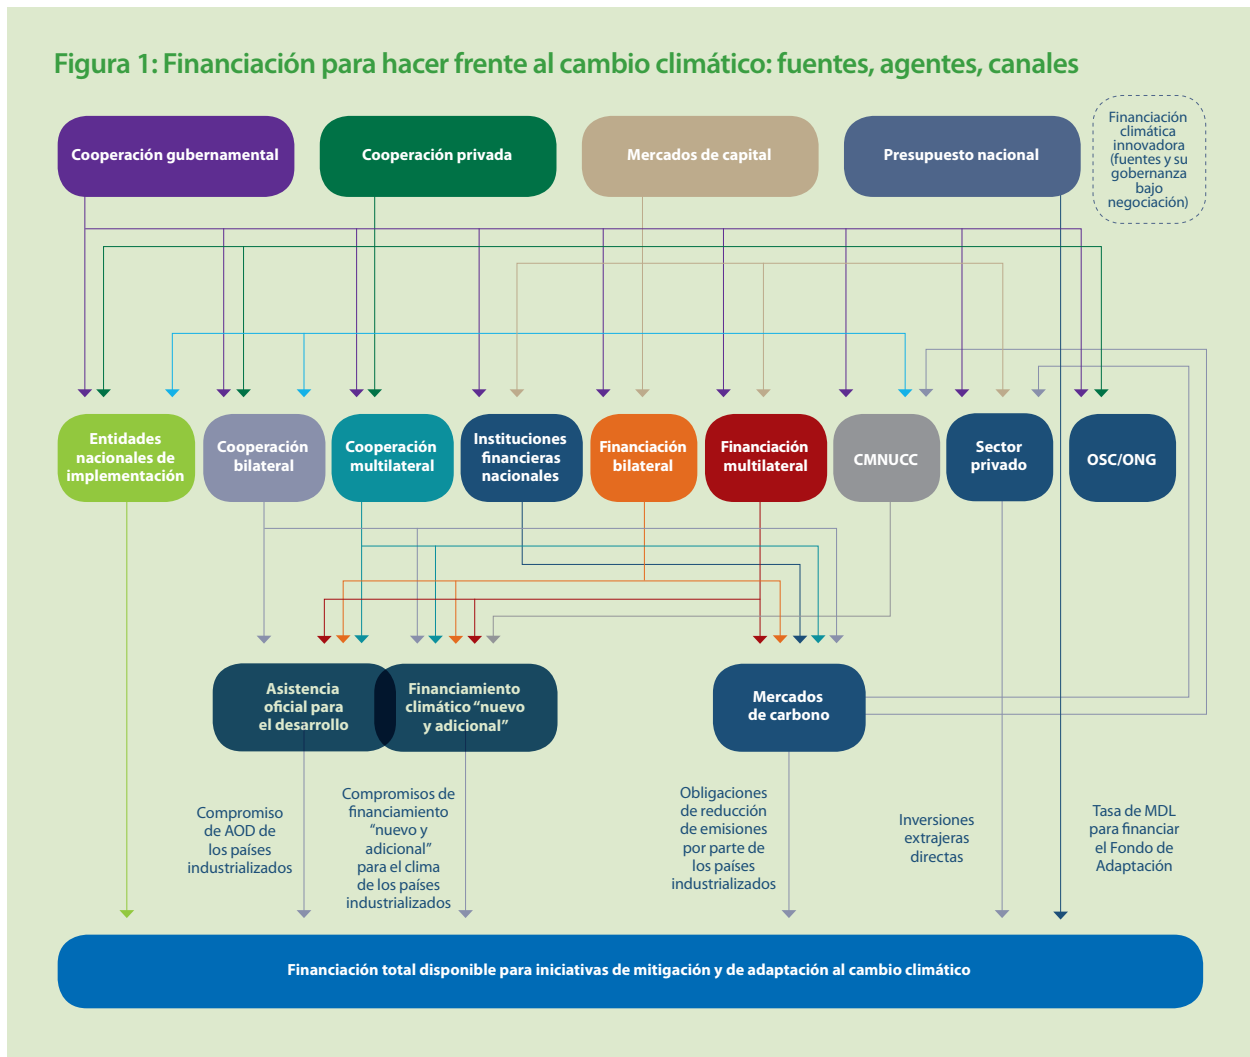 Figura 1: Financiación para hacer frente al cambio climático: fuentes, agentes, canales
Cooperación gubernamental
Cooperación privada
Mercados de capital
Presupuesto nacional
Financiación
climática
innovadora
(fuentes y su
gobernanza
bajo
negociación)
Entidades
nacionales de
implementación
Cooperación
bilateral
Cooperación
multilateral
Instituciones
financieras
nacionales
Financiación
bilateral
Financiación
multilateral
CMNUCC
Sector
privado
OSC/ONG
Asistencia
oficial para
el desarrollo
Financiamiento
climático “nuevo
y adicional”
Mercados
de carbono
Compromiso
de AOD de
los países
industrializados
Compromisos de
financiamiento
“nuevo y
adicional”
para el clima
de los países
industrializados
Obligaciones
de reducción
de emisiones
por parte de
los países
industrializados
Inversiones
extrajeras
directas
Tasa de MDL
para financiar
el Fondo de
Adaptación
Financiación total disponible para iniciativas de mitigación y de adaptación al cambio climático